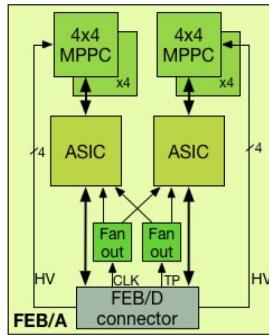 4x4
MPPC
x4
4x4
MPPC
x4
4
4
ASIC
ASIC
Fan
out
Fan
out
HV
CLK
TP
HV
FEB/D
connector
FEB/A